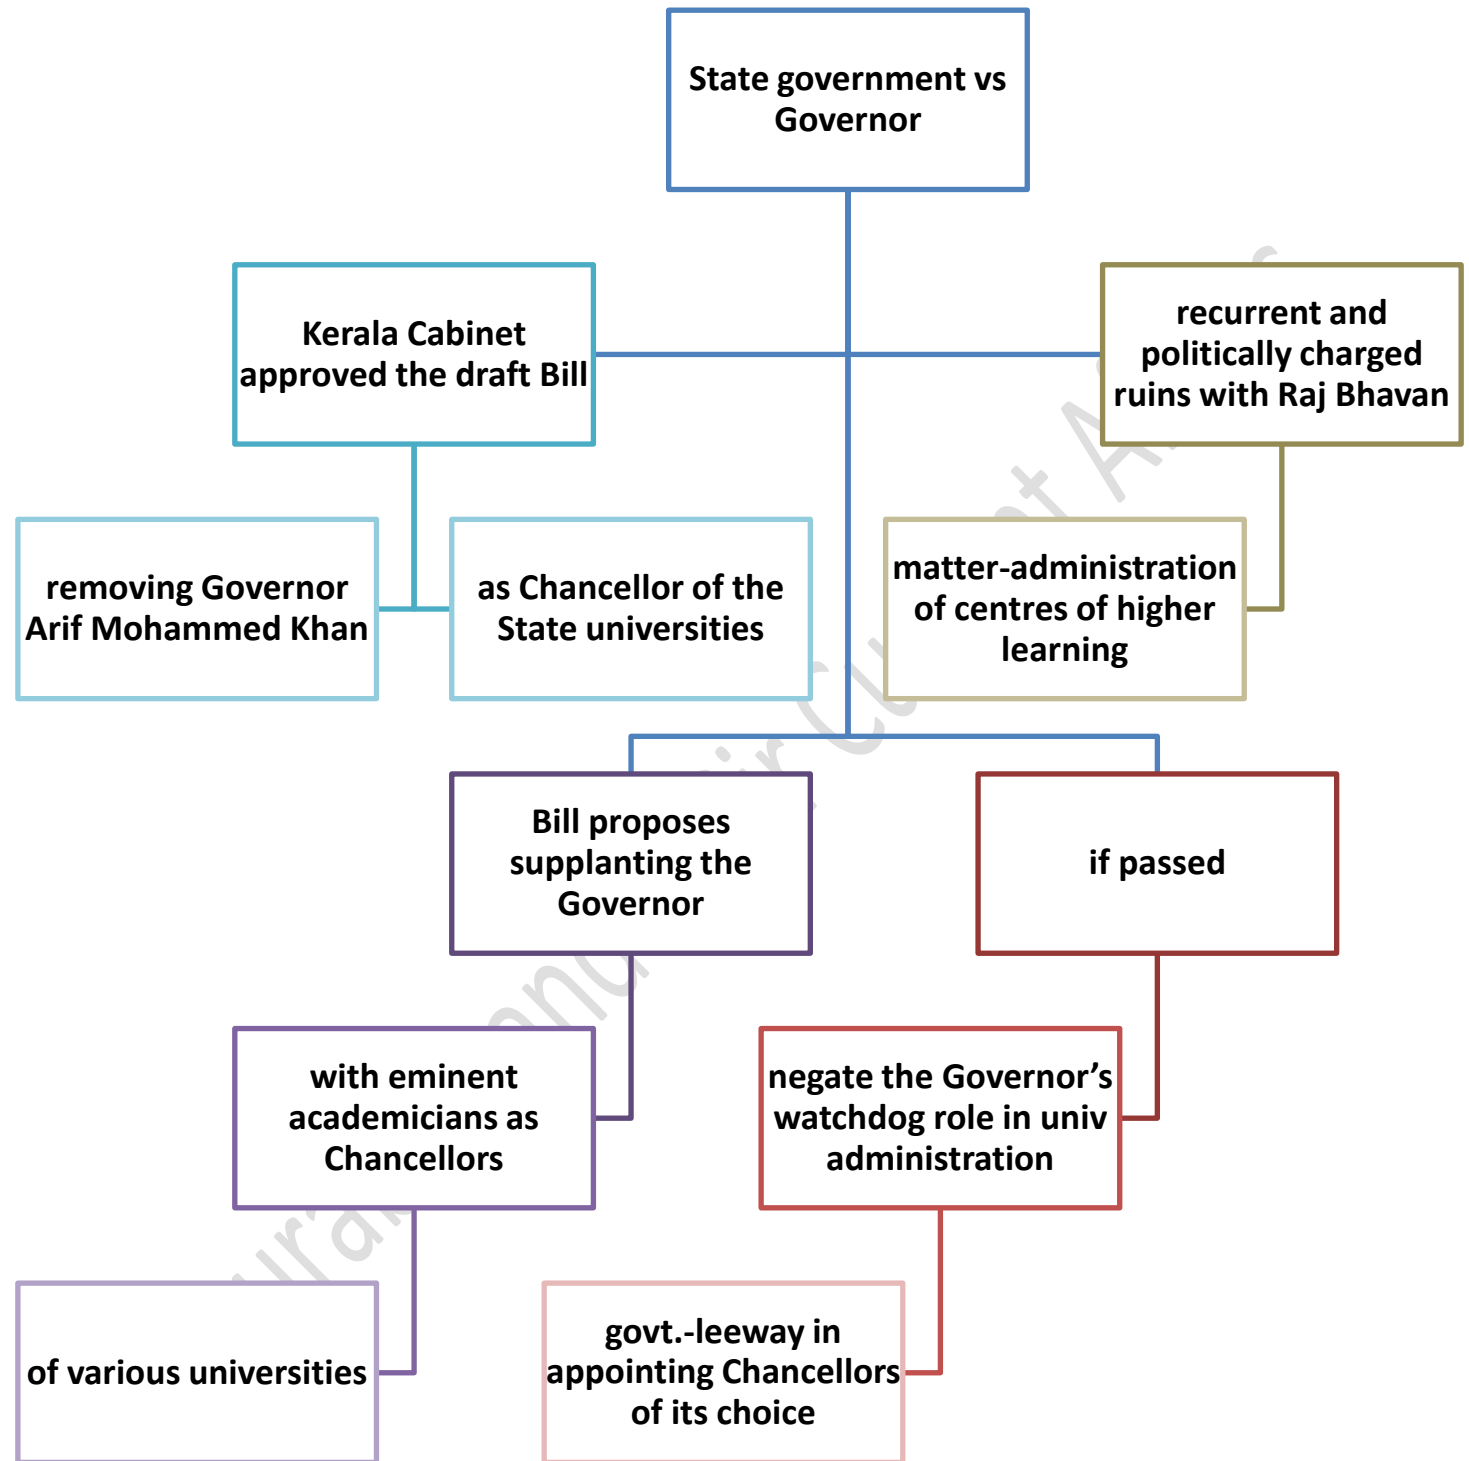 State government vs
Governor
Kerala Cabinet
approved the draft Bill
recurrent and
politically charged
ruins with Raj Bhavan
removing Governor
Arif Mohammed Khan
as Chancellor of the
State universities
matter-administration
of centres of higher
learning
Bill proposes
supplanting the
Governor
if passed
with eminent
academicians as
Chancellors
negate the Governor’s
watchdog role in univ
administration
of various universities
govt.-leeway in
appointing Chancellors
of its choice